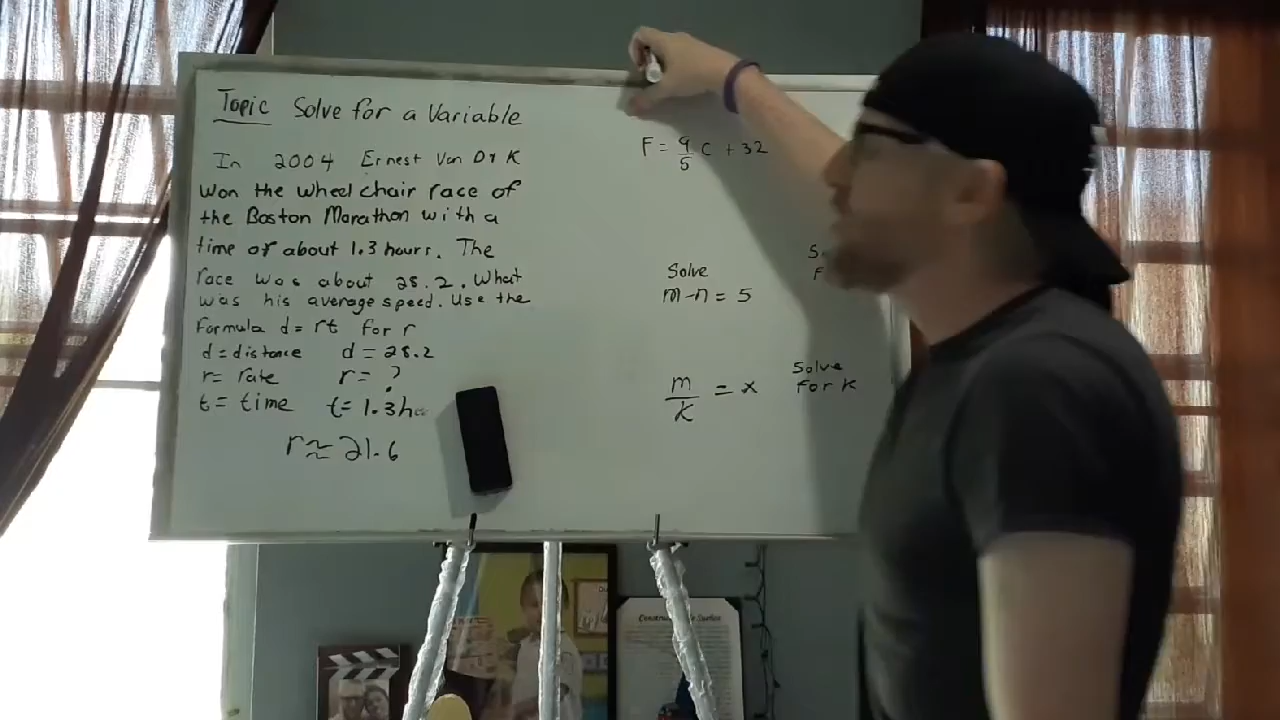 Topic Solve for a Variable
In 2004 Ernest Van Dyk
Won the wheel chair race of
the Boston Marathon with a
time of about 1.3 hours. The
race was about 28.2. What
was his average speed. Use the
Formula d = rt for r
d = distance d = 28.2
r = rate r = ?
t = time t = 1.3h
r ≈ 21.6
F = 9/5 C + 32
Solve
m - n = 5
m/k = x
Solve
for k